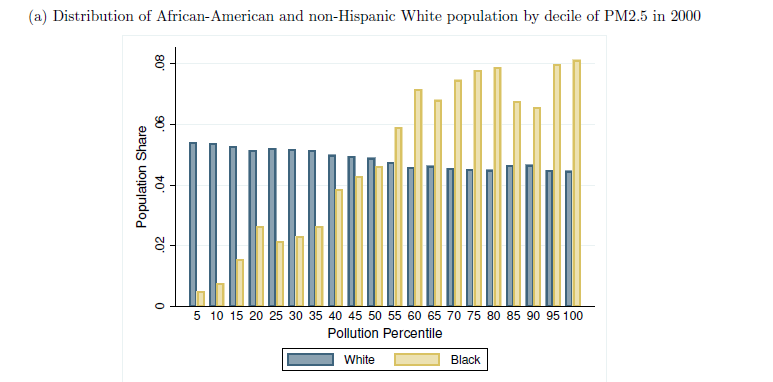 (a) Distribution of African-American and non-Hispanic White population by decile of PM2.5 in 2000
.08
.06
.04
.02
0
Population Share
5 10 15 20 25 30 35 40 45 50 55 60 65 70 75 80 85 90 95 100
Pollution Percentile
White Black